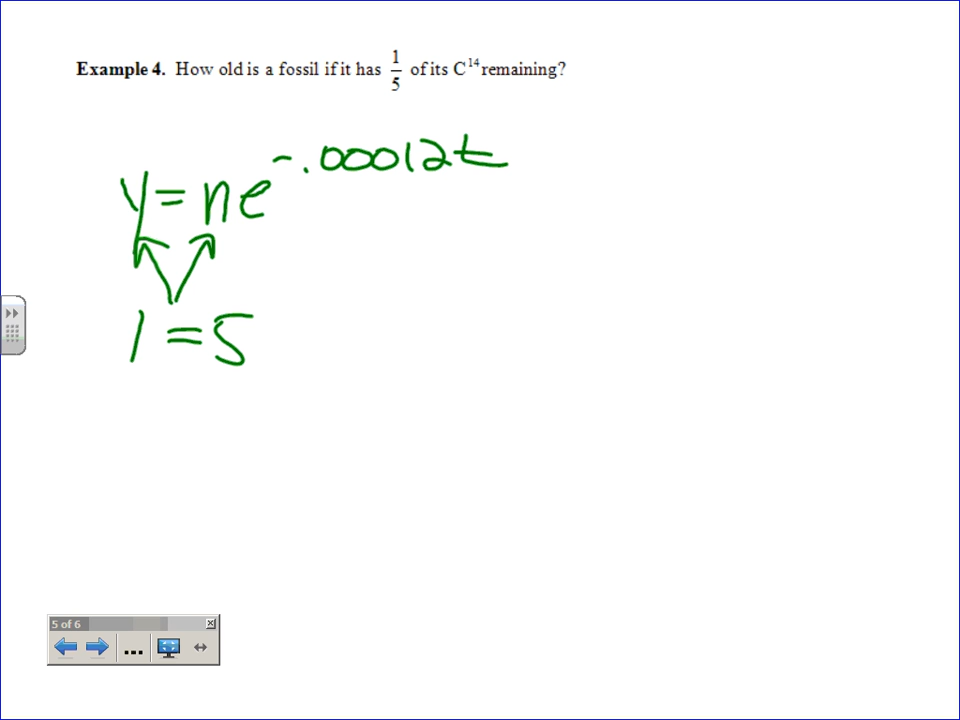 Example 4. How old is a fossil if it has 1/5 of its C¹⁴ remaining?
y = ne^-.00012t
1 = 5
5 of 6
...